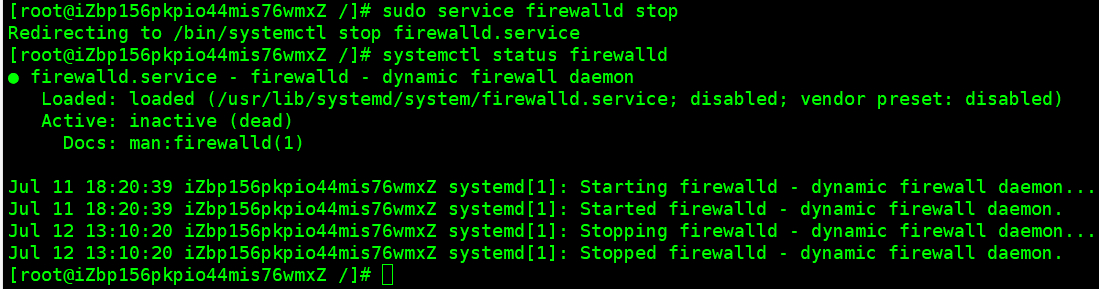 [root@iZbp156pkpio44mis76wmxZ /]# sudo service firewalld stop
Redirecting to /bin/systemctl stop firewalld.service
[root@iZbp156pkpio44mis76wmxZ /]# systemctl status firewalld
● firewalld.service - firewalld - dynamic firewall daemon
   Loaded: loaded (/usr/lib/systemd/system/firewalld.service; disabled; vendor preset: disabled)
   Active: inactive (dead)
     Docs: man:firewalld(1)

Jul 11 18:20:39 iZbp156pkpio44mis76wmxZ systemd[1]: Starting firewalld - dynamic firewall daemon...
Jul 11 18:20:39 iZbp156pkpio44mis76wmxZ systemd[1]: Started firewalld - dynamic firewall daemon.
Jul 12 13:10:20 iZbp156pkpio44mis76wmxZ systemd[1]: Stopping firewalld - dynamic firewall daemon...
Jul 12 13:10:20 iZbp156pkpio44mis76wmxZ systemd[1]: Stopped firewalld - dynamic firewall daemon.
[root@iZbp156pkpio44mis76wmxZ /]#